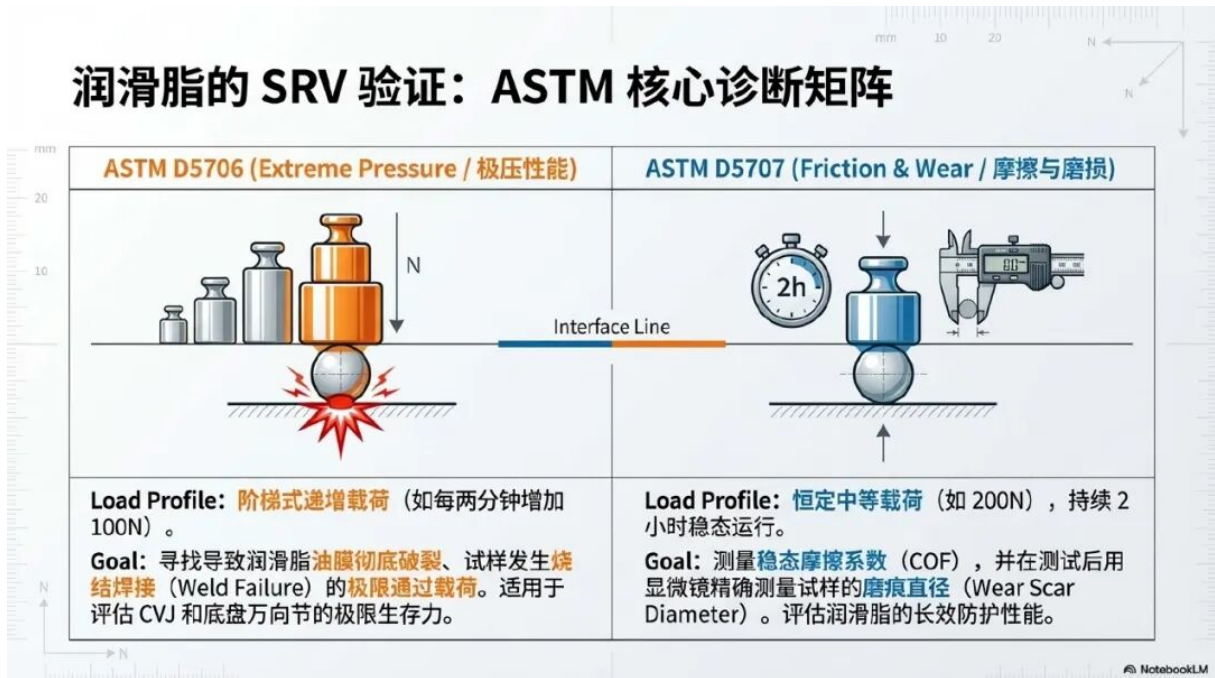 mm 10 20 N
N
润滑脂的 SRV 验证：ASTM 核心诊断矩阵
mm
20
10
ASTM D5706 (Extreme Pressure / 极压性能)
ASTM D5707 (Friction & Wear / 摩擦与磨损)
N
2h
0.0
Interface Line
Load Profile：阶梯式递增载荷（如每两分钟增加
100N）。
Goal：寻找导致润滑脂油膜彻底破裂、试样发生烧
结焊接（Weld Failure）的极限通过载荷。适用于
评估 CVJ 和底盘万向节的极限生存力。
Load Profile：恒定中等载荷（如 200N），持续 2
小时稳态运行。
Goal：测量稳态摩擦系数（COF），并在测试后用
显微镜精确测量试样的磨痕直径（Wear Scar
Diameter）。评估润滑脂的长效防护性能。
N
N
NotebookLM